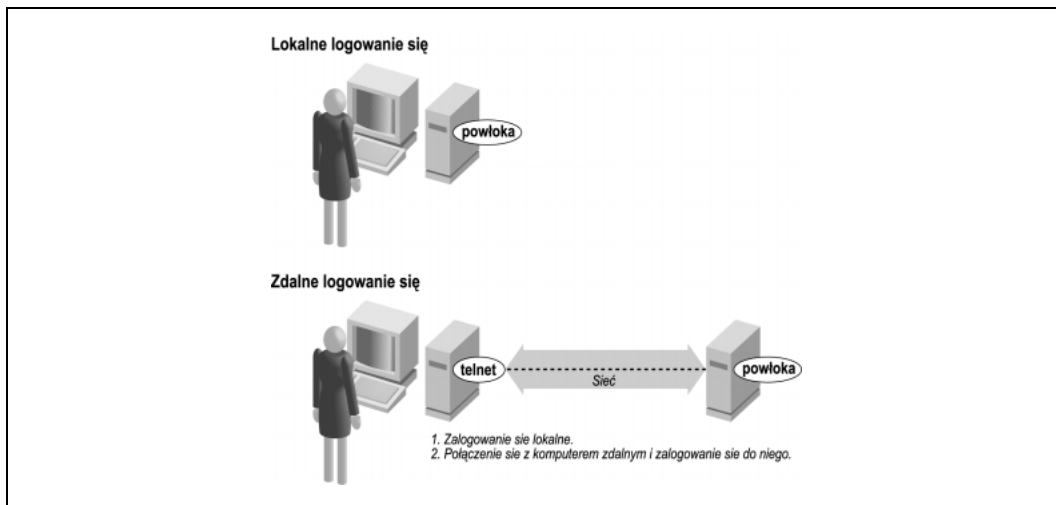 Lokalne logowanie się
powłoka
Zdalne logowanie się
telnet
Sieć
powłoka
1. Zalogowanie sie lokalne.
2. Połączenie sie z komputerem zdalnym i zalogowanie sie do niego.